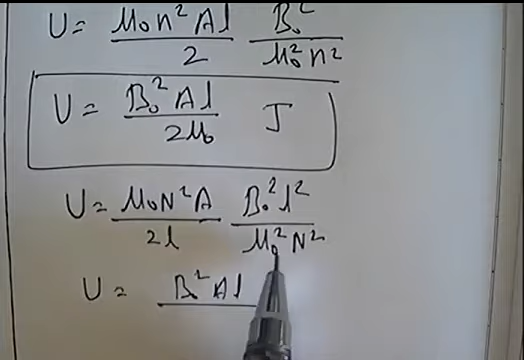 U = μ₀n²Al / 2 B₀² / μ₀²n²
U = B₀²Al / 2μ₀ J
U = μ₀N²A / 2l B₀²l² / μ₀²N²
U = B₀²Al